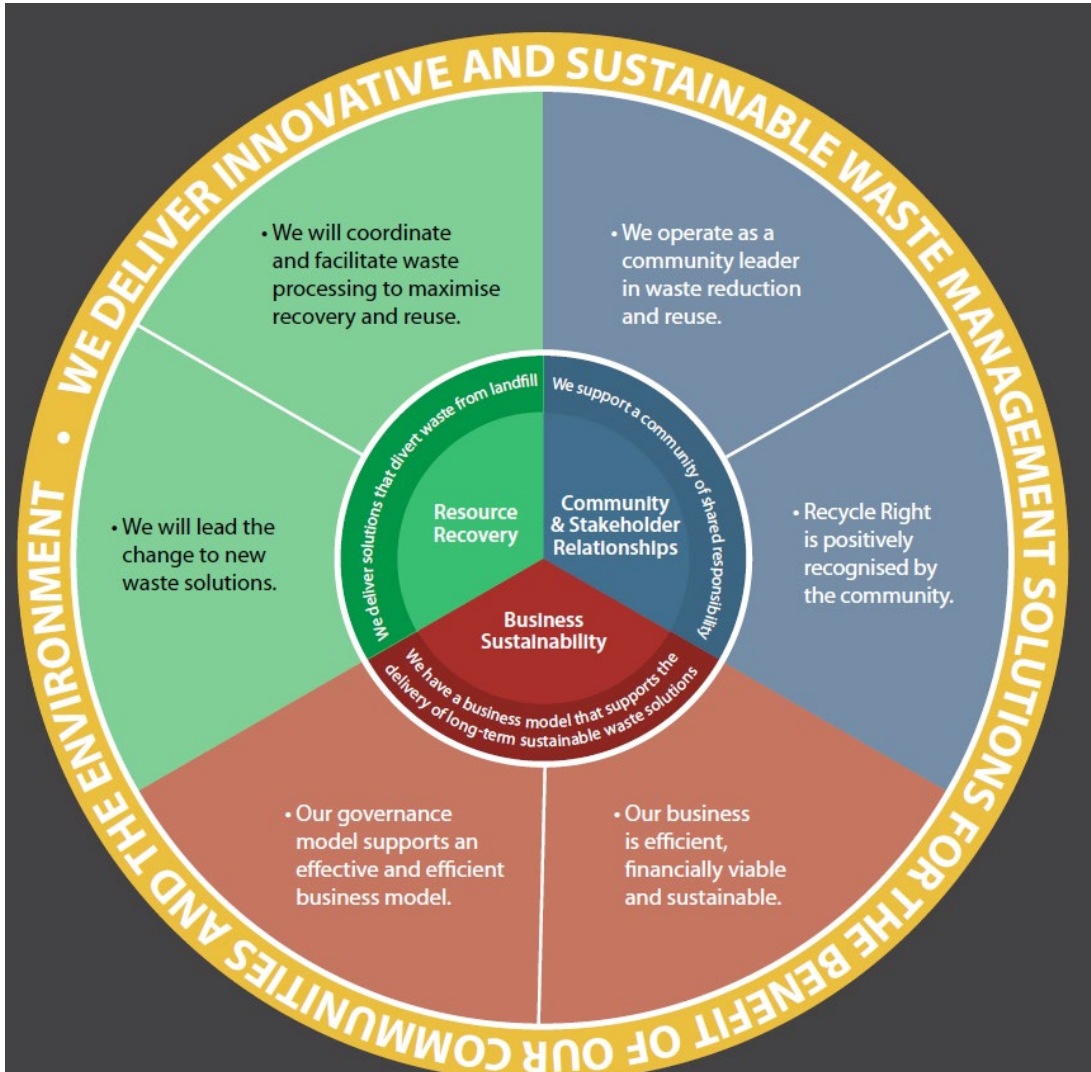 WE DELIVER INNOVATIVE AND SUSTAINABLE WASTE MANAGEMENT SOLUTIONS FOR THE BENEFIT OF OUR COMMUNITIES AND THE ENVIRONMENT •
• We will coordinate
and facilitate waste
processing to maximise
recovery and reuse.
• We operate as a
community leader
in waste reduction
and reuse.
We deliver solutions that divert waste from landfill
We support a community of shared responsibility
Resource
Recovery
Community
& Stakeholder
Relationships
• We will lead the
change to new
waste solutions.
• Recycle Right
is positively
recognised by
the community.
Business
Sustainability
We have a business model that supports the
delivery of long-term sustainable waste solutions
• Our governance
model supports an
effective and efficient
business model.
• Our business
is efficient,
financially viable
and sustainable.